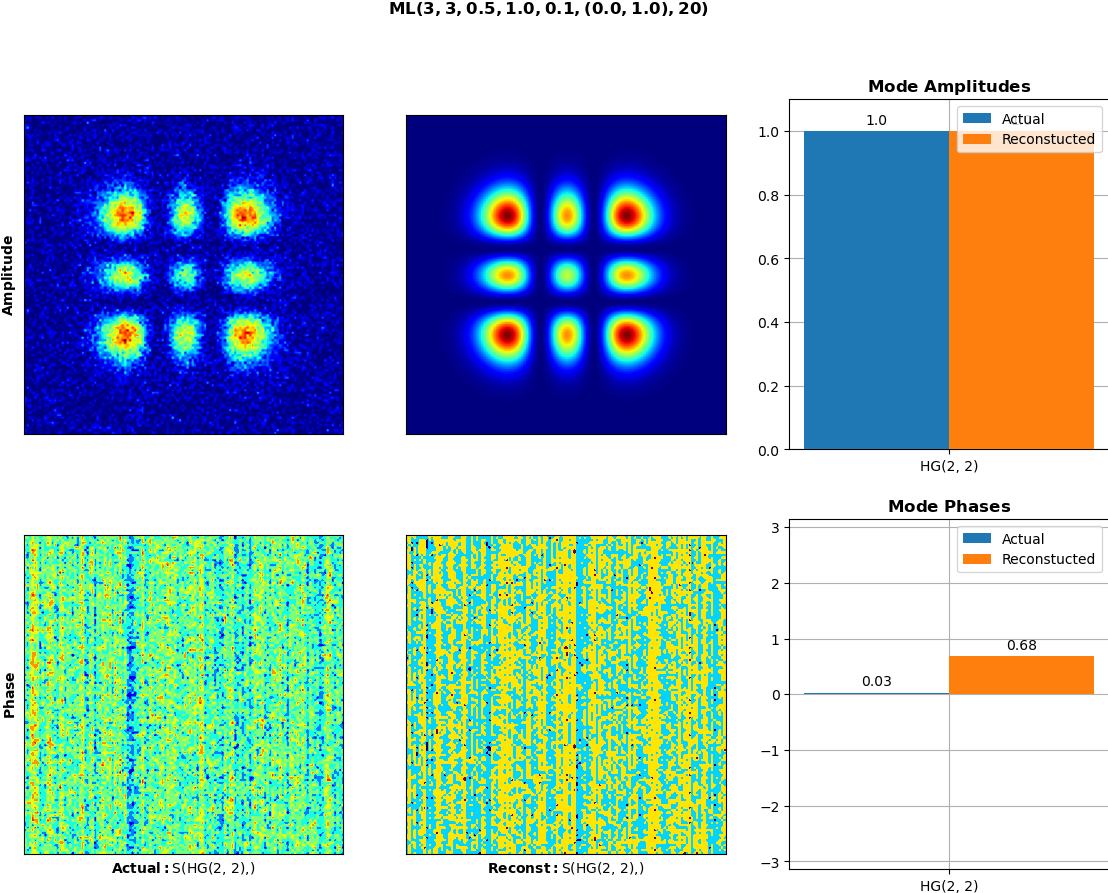 ML(3, 3, 0.5, 1.0, 0.1, (0.0, 1.0), 20)
Amplitude
Mode Amplitudes
Actual
Reconstucted
1.0
1.0
0.8
0.6
0.4
0.2
0.0
HG(2, 2)
Phase
Actual: S(HG(2, 2),)
Reconst: S(HG(2, 2),)
Mode Phases
Actual
Reconstucted
3
2
1
0
−1
−2
−3
0.03
0.68
HG(2, 2)